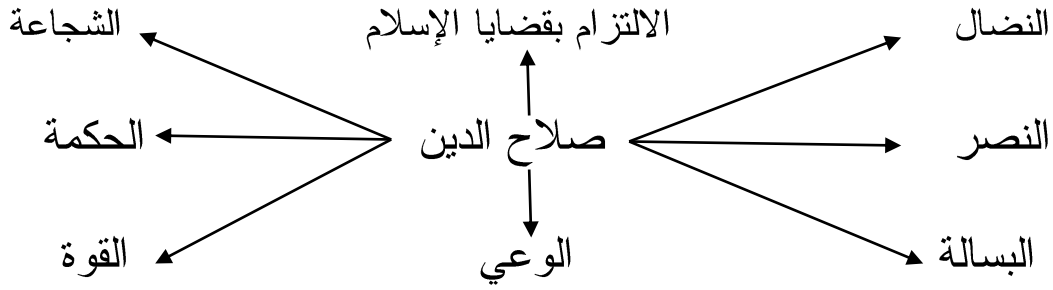 النضال الالتزام بقضايا الإسلام الشجاعة
النصر صلاح الدين الحكمة
البسالة الوعي القوة